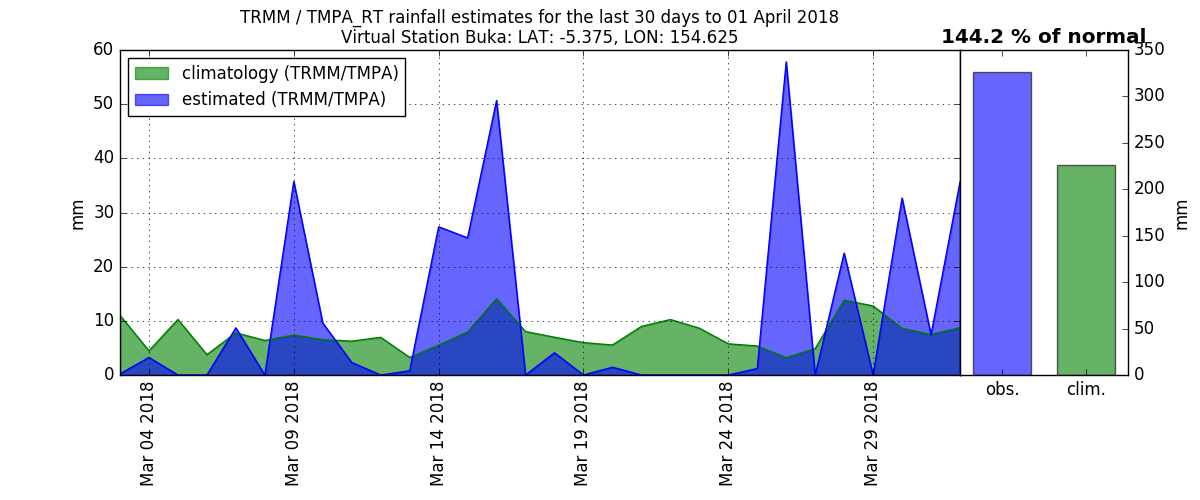 TRMM / TMPA_RT rainfall estimates for the last 30 days to 01 April 2018
Virtual Station Buka: LAT: -5.375, LON: 154.625
144.2 % of normal
climatology (TRMM/TMPA)
estimated (TRMM/TMPA)
60
50
40
30
20
10
0
mm
Mar 04 2018
Mar 09 2018
Mar 14 2018
Mar 19 2018
Mar 24 2018
Mar 29 2018
obs.
clim.
350
300
250
200
150
100
50
0
mm